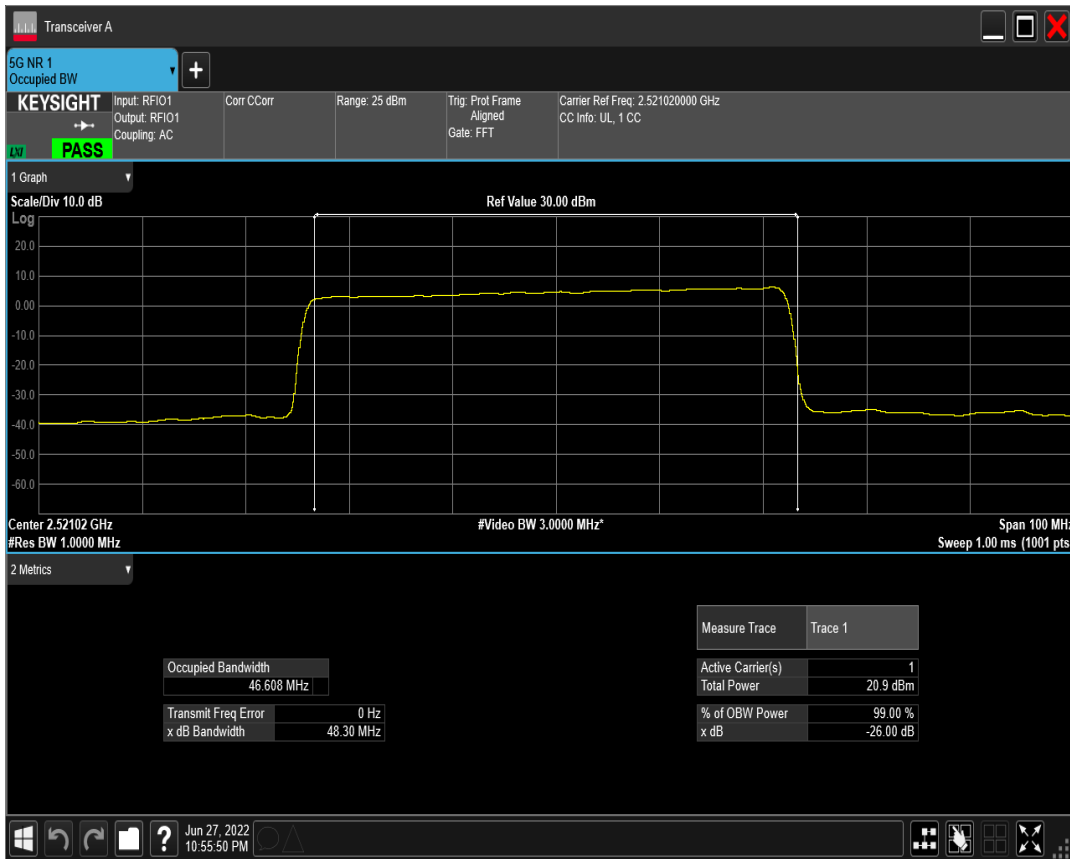 Transceiver A
5G NR 1
Occupied BW
+
KEYSIGHT
LXI
PASS
Input: RFIO1
Output: RFIO1
Coupling: AC
Corr CCorr
Range: 25 dBm
Trig: Prot Frame
Aligned
Gate: FFT
Carrier Ref Freq: 2.521020000 GHz
CC Info: UL, 1 CC
1 Graph
Scale/Div 10.0 dB
Ref Value 30.00 dBm
Log
20.0
10.0
0.00
-10.0
-20.0
-30.0
-40.0
-50.0
-60.0
Center 2.52102 GHz
#Video BW 3.0000 MHz*
Span 100 MHz
#Res BW 1.0000 MHz
Sweep 1.00 ms (1001 pts
2 Metrics
Measure Trace Trace 1
Occupied Bandwidth
46.608 MHz
Active Carrier(s) 1
Total Power 20.9 dBm
Transmit Freq Error 0 Hz
x dB Bandwidth 48.30 MHz
% of OBW Power 99.00 %
x dB -26.00 dB
?
Jun 27, 2022
10:55:50 PM